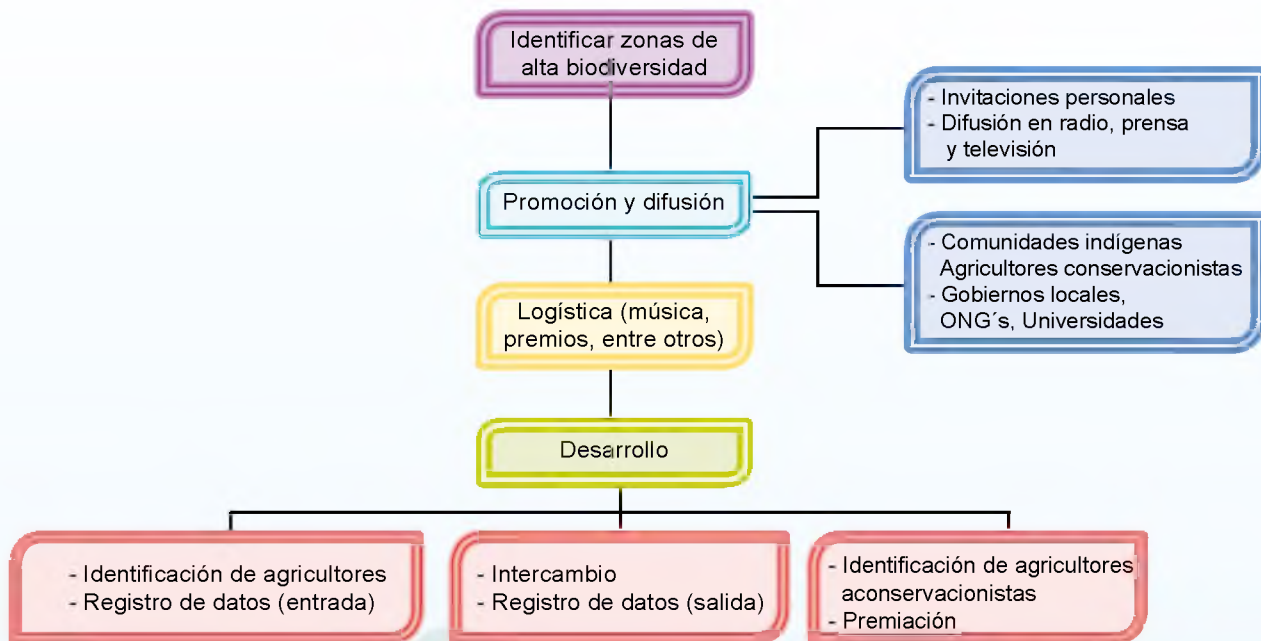 Identificar zonas de
alta biodiversidad
- Invitaciones personales
- Difusión en radio, prensa
y televisión
Promoción y difusión
- Comunidades indígenas
Agricultores conservacionistas
- Gobiernos locales,
ONG´s, Universidades
Logística (música,
premios, entre otros)
Desarrollo
- Identificación de agricultores
- Registro de datos (entrada)
- Intercambio
- Registro de datos (salida)
- Identificación de agricultores
aconservacionistas
- Premiación